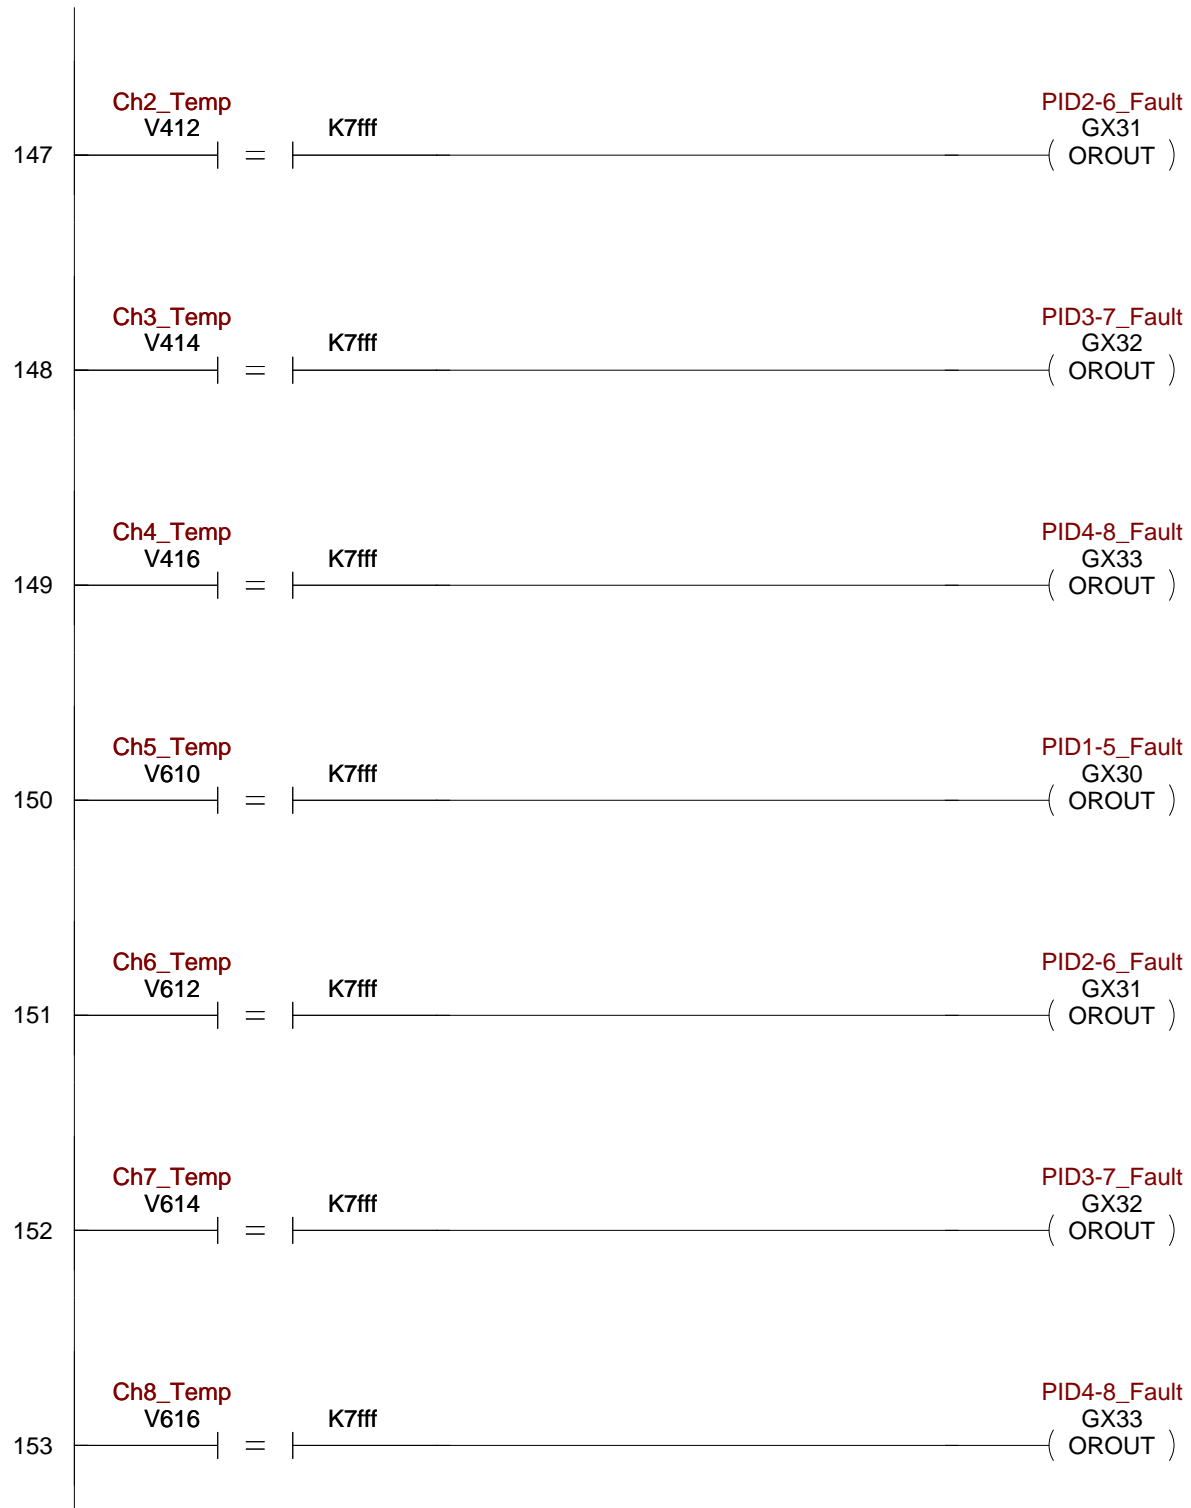 Ch2_Temp PID2-6_Fault
V412 K7fff GX31
147 = ( OROUT )
Ch3_Temp PID3-7_Fault
V414 K7fff GX32
148 = ( OROUT )
Ch4_Temp PID4-8_Fault
V416 K7fff GX33
149 = ( OROUT )
Ch5_Temp PID1-5_Fault
V610 K7fff GX30
150 = ( OROUT )
Ch6_Temp PID2-6_Fault
V612 K7fff GX31
151 = ( OROUT )
Ch7_Temp PID3-7_Fault
V614 K7fff GX32
152 = ( OROUT )
Ch8_Temp PID4-8_Fault
V616 K7fff GX33
153 = ( OROUT )